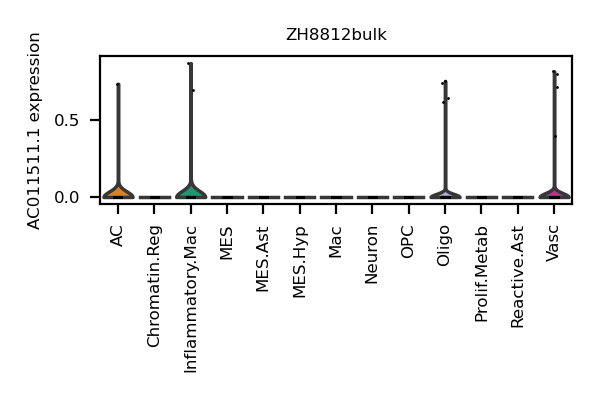 ZH8812bulk
AC011511.1 expression
0.5
0.0
AC
Chromatin.Reg
Inflammatory.Mac
MES
MES.Ast
MES.Hyp
Mac
Neuron
OPC
Oligo
Prolif.Metab
Reactive.Ast
Vasc